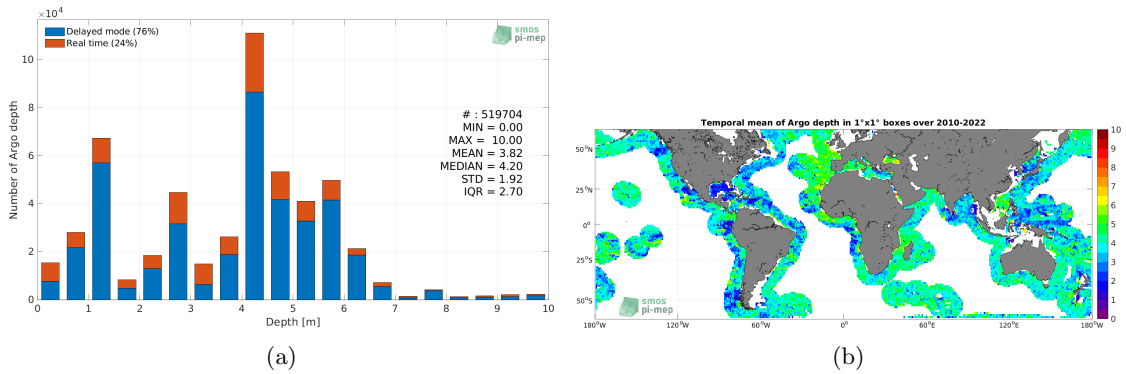 ×10⁴
Delayed mode (76%)
Real time (24%)
smos
pi-mep
10
8
6
4
2
0
Number of Argo depth
# : 519704
MIN = 0.00
MAX = 10.00
MEAN = 3.82
MEDIAN = 4.20
STD = 1.92
IQR = 2.70
0 1 2 3 4 5 6 7 8 9 10
Depth [m]
(a)
Temporal mean of Argo depth in 1°x1° boxes over 2010-2022
50°N
25°N
0°
25°S
50°S
180°W 120°W 60°W 0° 60°E 120°E 180°W
10
9
8
7
6
5
4
3
2
1
0
smos
pi-mep
(b)